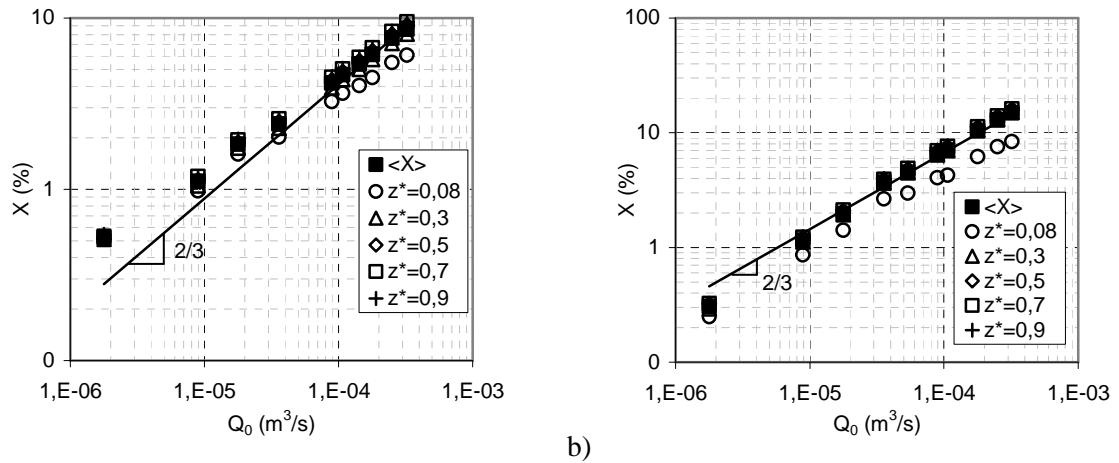 10
1
0
X (%)
2/3
<X>
z*=0,08
z*=0,3
z*=0,5
z*=0,7
z*=0,9
1,E-06
1,E-05
1,E-04
1,E-03
Q₀ (m³/s)
b)
100
10
1
0
X (%)
2/3
<X>
z*=0,08
z*=0,3
z*=0,5
z*=0,7
z*=0,9
1,E-06
1,E-05
1,E-04
1,E-03
Q₀ (m³/s)